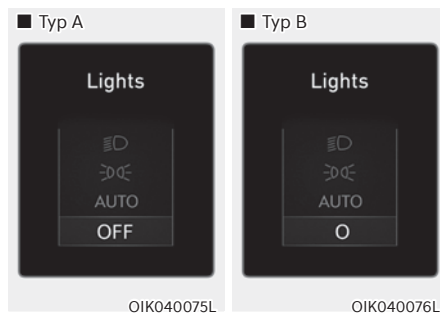 ■ Typ A
Lights
AUTO
OFF
OIK040075L
■ Typ B
Lights
AUTO
O
OIK040076L